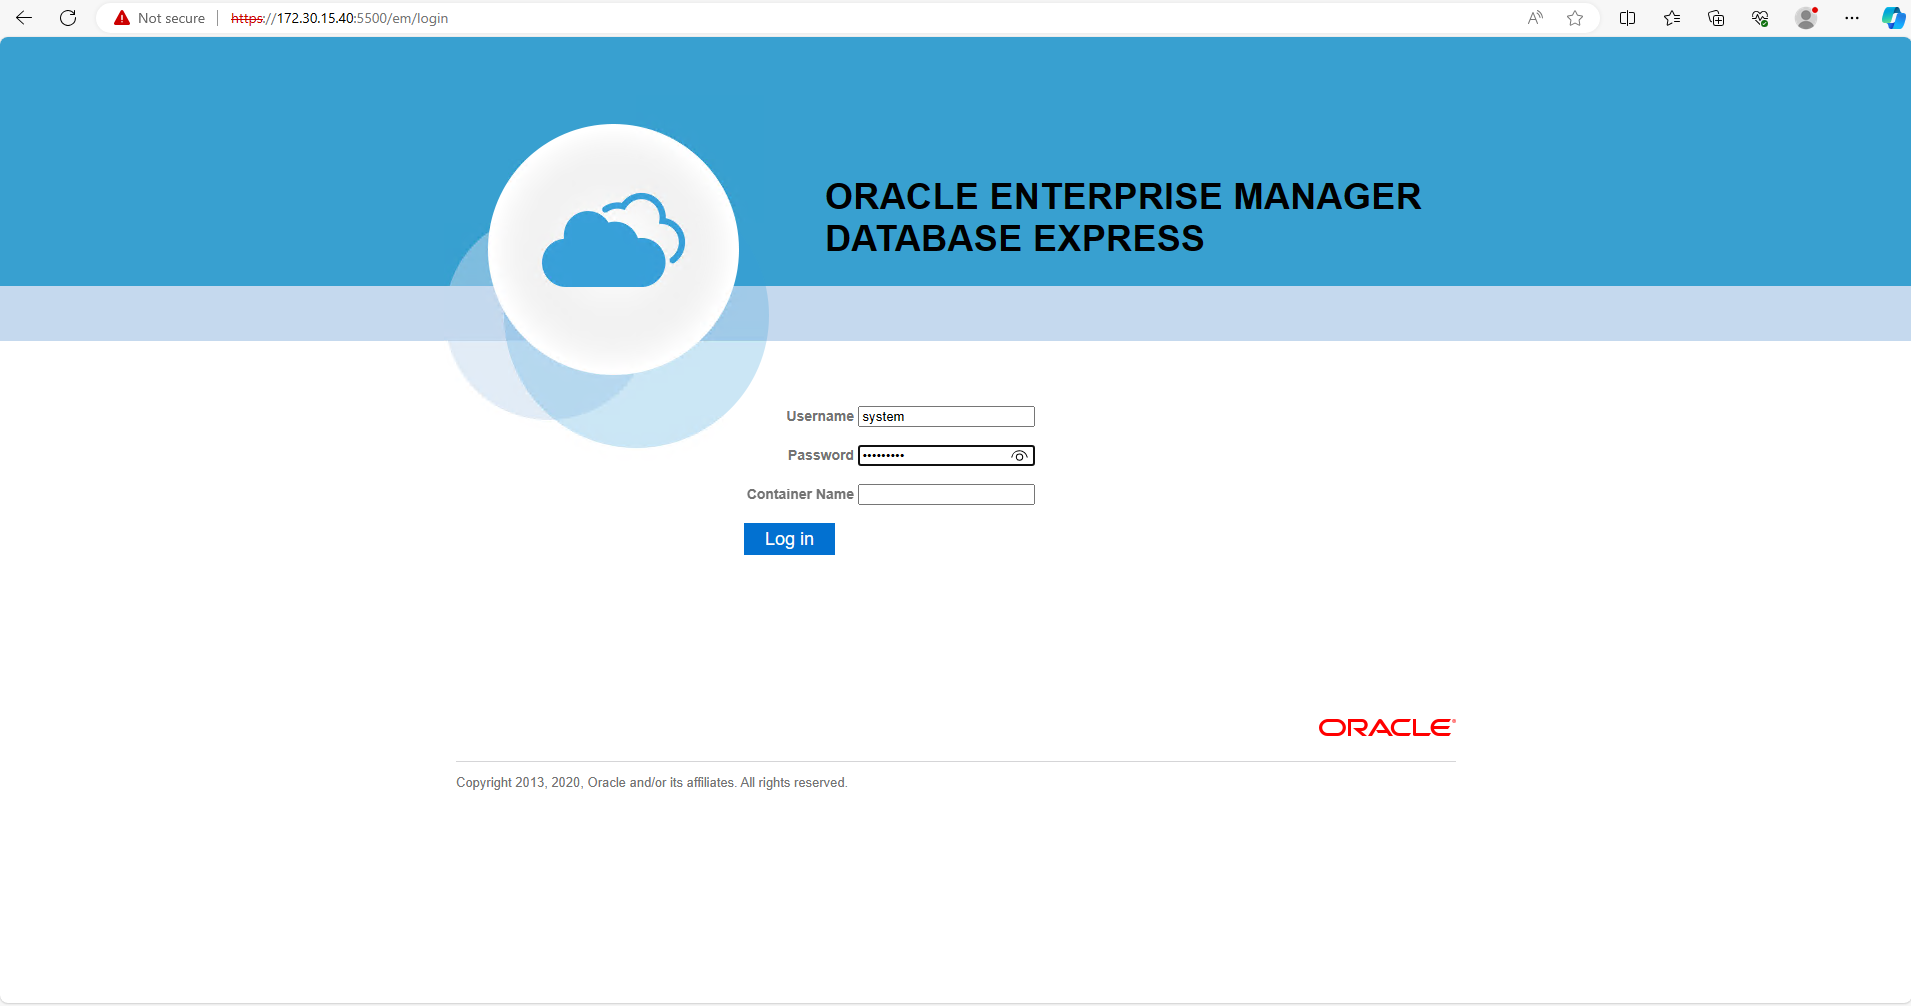 Not secure
https://172.30.15.40:5500/em/login
ORACLE ENTERPRISE MANAGER
DATABASE EXPRESS
Username system
Password •••••••••
Container Name
Log in
ORACLE
Copyright 2013, 2020, Oracle and/or its affiliates. All rights reserved.